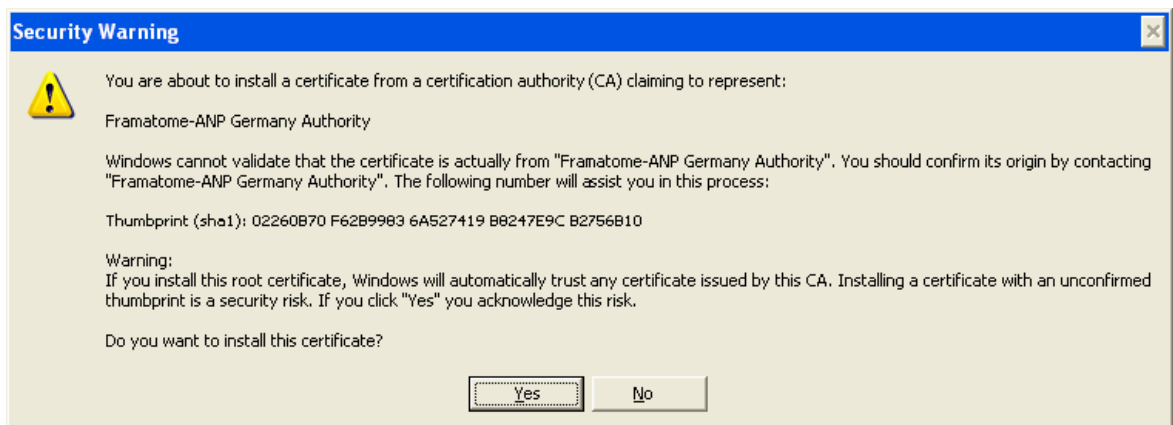 Security Warning
You are about to install a certificate from a certification authority (CA) claiming to represent:
Framatome-ANP Germany Authority
Windows cannot validate that the certificate is actually from "Framatome-ANP Germany Authority". You should confirm its origin by contacting
"Framatome-ANP Germany Authority". The following number will assist you in this process:
Thumbprint (sha1): 02260B70 F62B9983 6A527419 B8247E9C B2756B10
Warning:
If you install this root certificate, Windows will automatically trust any certificate issued by this CA. Installing a certificate with an unconfirmed
thumbprint is a security risk. If you click "Yes" you acknowledge this risk.
Do you want to install this certificate?
Yes No